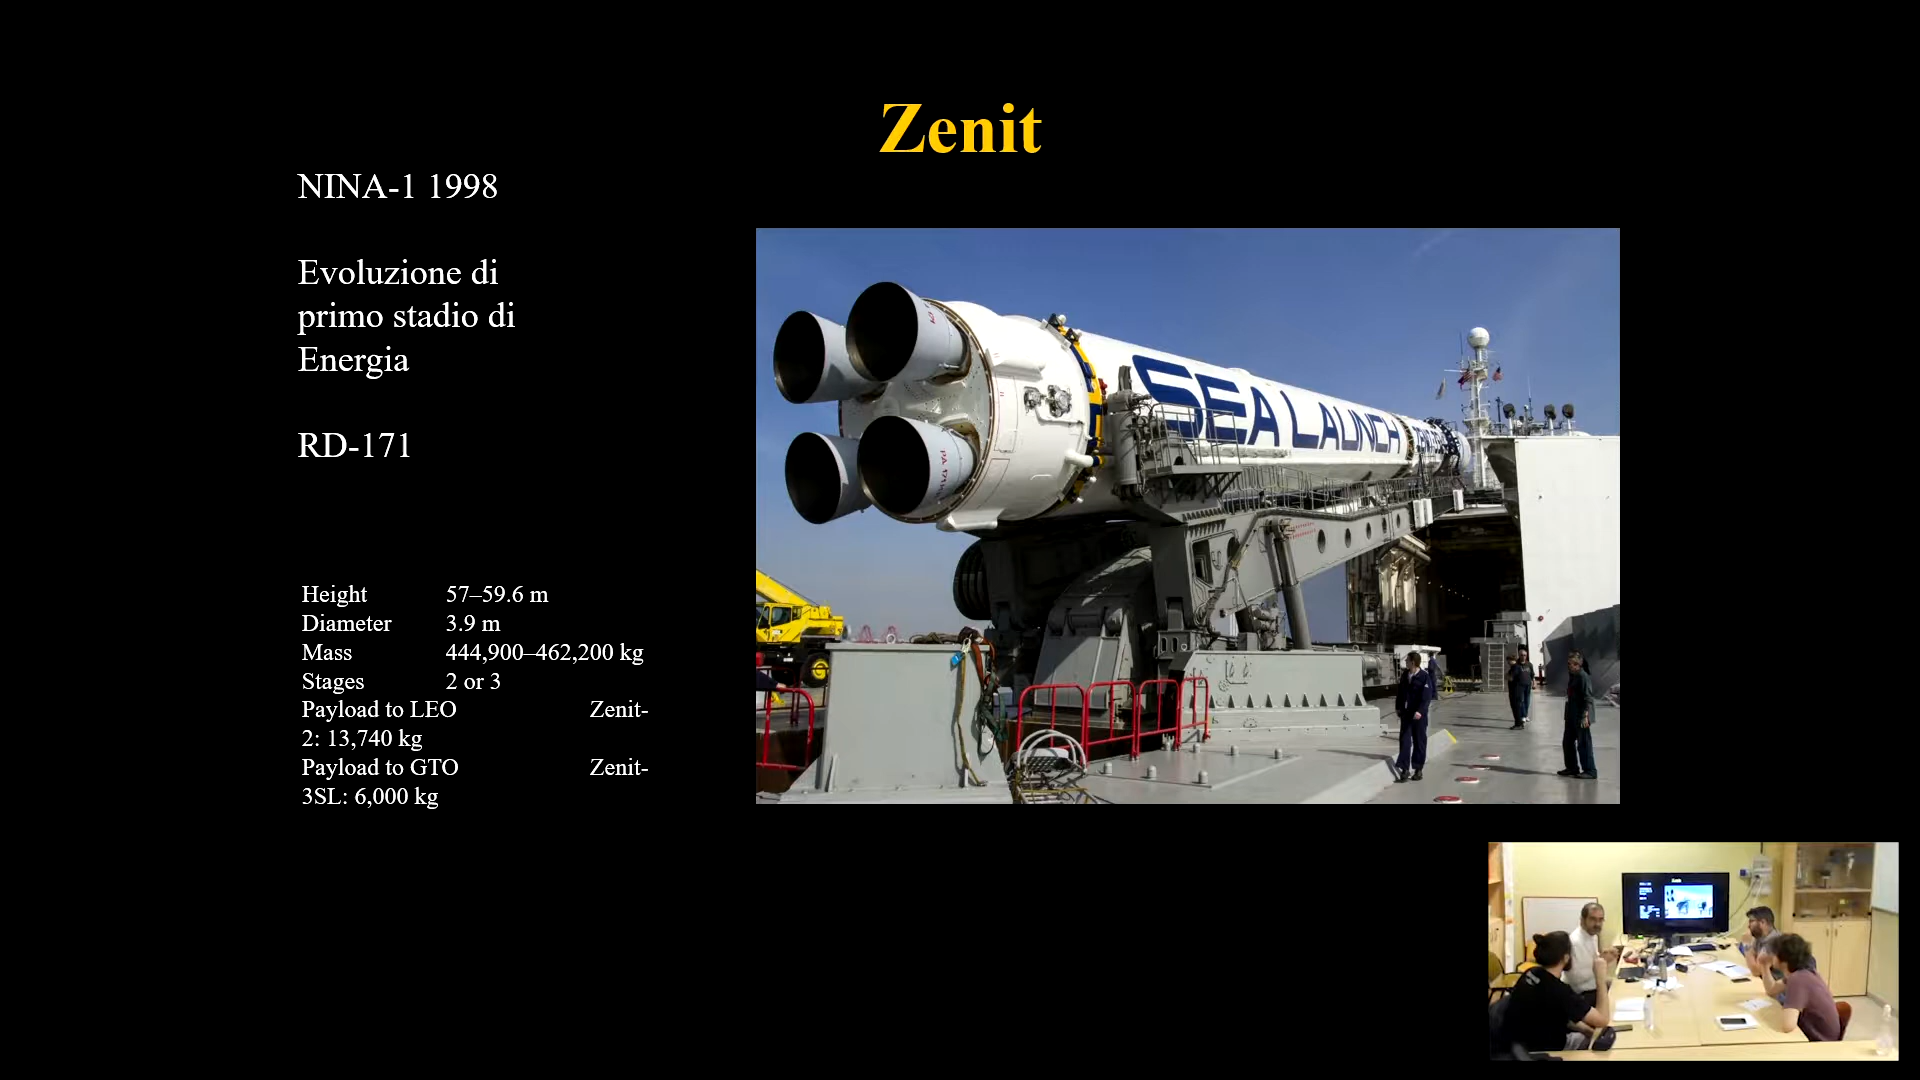 Zenit
NINA-1 1998
Evoluzione di
primo stadio di
Energia
RD-171
Height 57–59.6 m
Diameter 3.9 m
Mass 444,900–462,200 kg
Stages 2 or 3
Payload to LEO Zenit-
2: 13,740 kg
Payload to GTO Zenit-
3SL: 6,000 kg
SEA LAUNCH